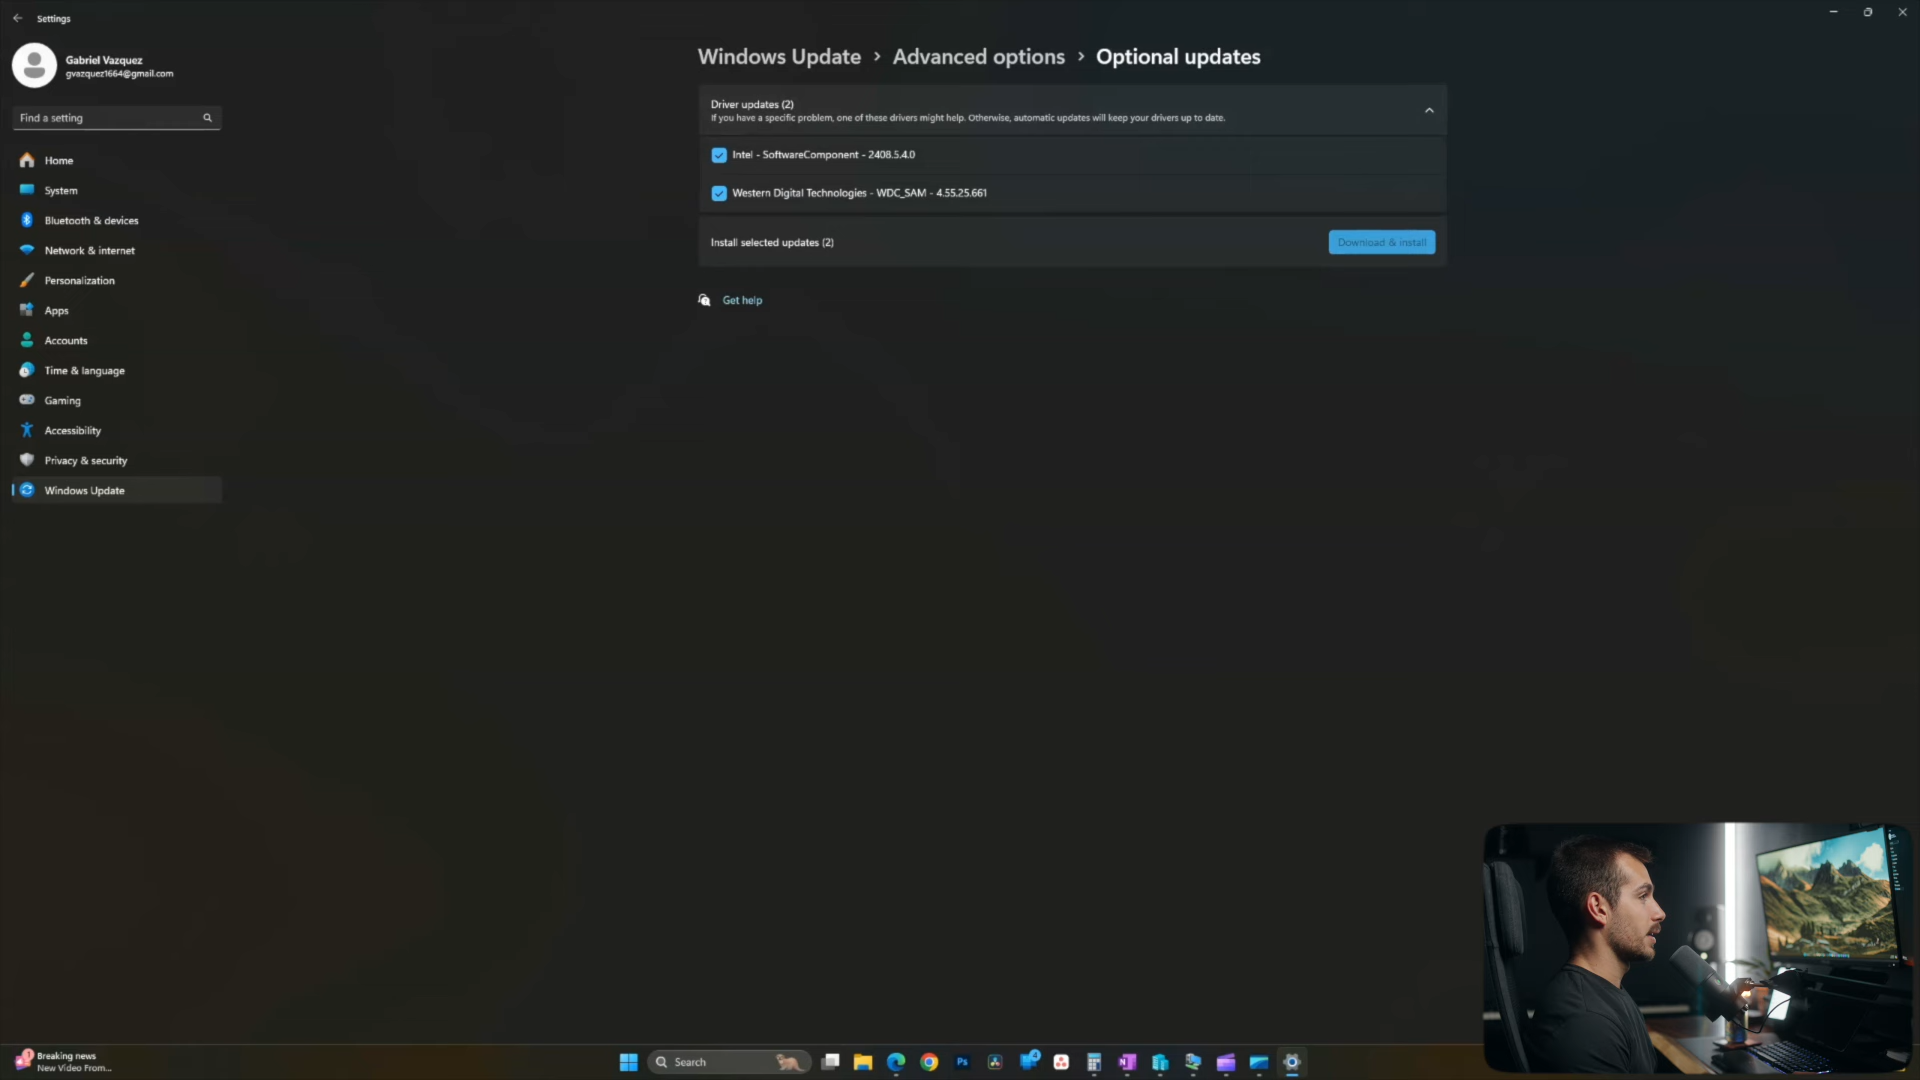 Settings
Gabriel Vazquez
gvazquez1664@gmail.com
Find a setting
Home
System
Bluetooth & devices
Network & internet
Personalization
Apps
Accounts
Time & language
Gaming
Accessibility
Privacy & security
Windows Update
Windows Update > Advanced options > Optional updates
Driver updates (2)
If you have a specific problem, one of these drivers might help. Otherwise, automatic updates will keep your drivers up to date.
Intel - SoftwareComponent - 2408.5.4.0
Western Digital Technologies - WDC_SAM - 4.55.25.661
Install selected updates (2)
Download & install
Get help
1
Breaking news
New Video From...
Search
Ps
N